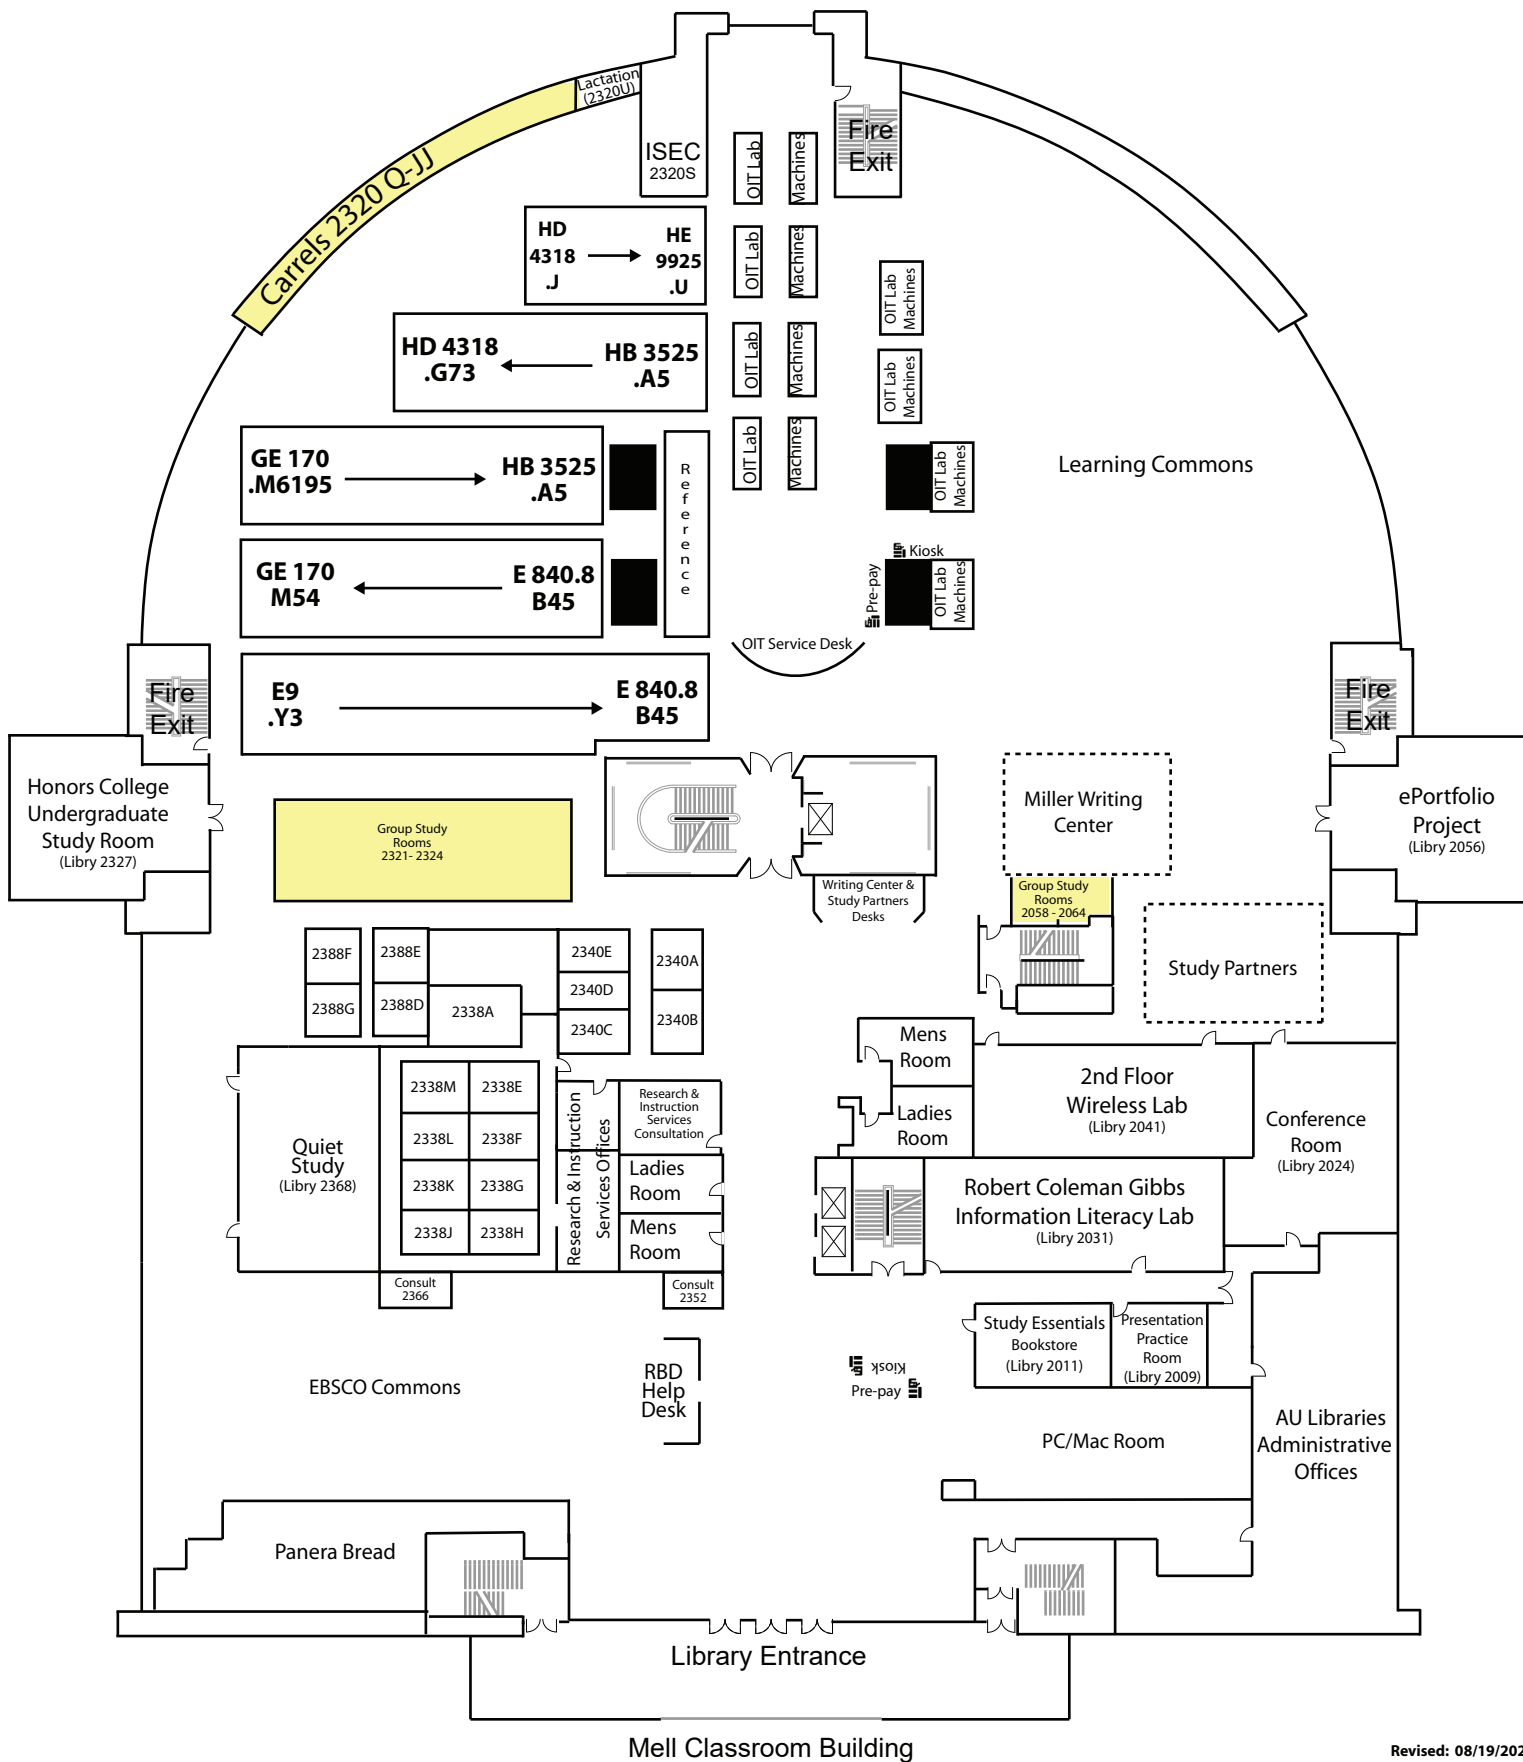 Lactation
(2320U)
Carrels 2320 Q-JJ
ISEC
2320S
Fire
Exit
OIT Lab
Machines
OIT Lab
Machines
OIT Lab
Machines
OIT Lab
Machines
OIT Lab
Machines
OIT Lab
Machines
OIT Lab
Machines
OIT Lab
Machines
HD
4318
.J
HE
9925
.U
HD 4318
.G73
HB 3525
.A5
GE 170
.M6195
HB 3525
.A5
Reference
Learning Commons
GE 170
M54
E 840.8
B45
Kiosk
Pre-pay
OIT Service Desk
E9
.Y3
E 840.8
B45
Fire
Exit
Fire
Exit
Honors College
Undergraduate
Study Room
(Libry 2327)
Group Study
Rooms
2321- 2324
Miller Writing
Center
ePortfolio
Project
(Libry 2056)
Writing Center &
Study Partners
Desks
Group Study
Rooms
2058 - 2064
Study Partners
2388F
2388E
2388G
2388D
2338A
2340E
2340D
2340C
2340A
2340B
Mens
Room
Ladies
Room
2nd Floor
Wireless Lab
(Libry 2041)
Conference
Room
(Libry 2024)
Quiet
Study
(Libry 2368)
2338M
2338E
2338L
2338F
2338K
2338G
2338J
2338H
Research & Instruction
Services Offices
Research &
Instruction
Services
Consultation
Ladies
Room
Mens
Room
Robert Coleman Gibbs
Information Literacy Lab
(Libry 2031)
Consult
2366
Consult
2352
Study Essentials
Bookstore
(Libry 2011)
Presentation
Practice
Room
(Libry 2009)
EBSCO Commons
RBD
Help
Desk
Kiosk
Pre-pay
PC/Mac Room
AU Libraries
Administrative
Offices
Panera Bread
Library Entrance
Mell Classroom Building
Revised: 08/19/202